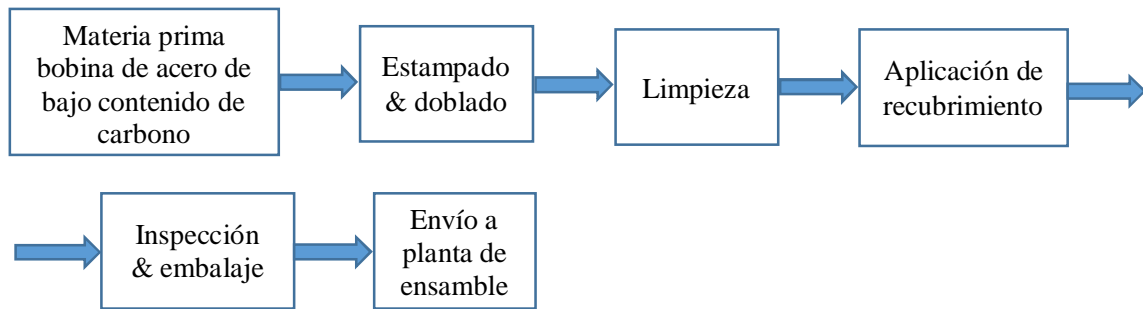 Materia prima
bobina de acero de
bajo contenido de
carbono
Estampado
& doblado
Limpieza
Aplicación de
recubrimiento
Inspección
& embalaje
Envío a
planta de
ensamble